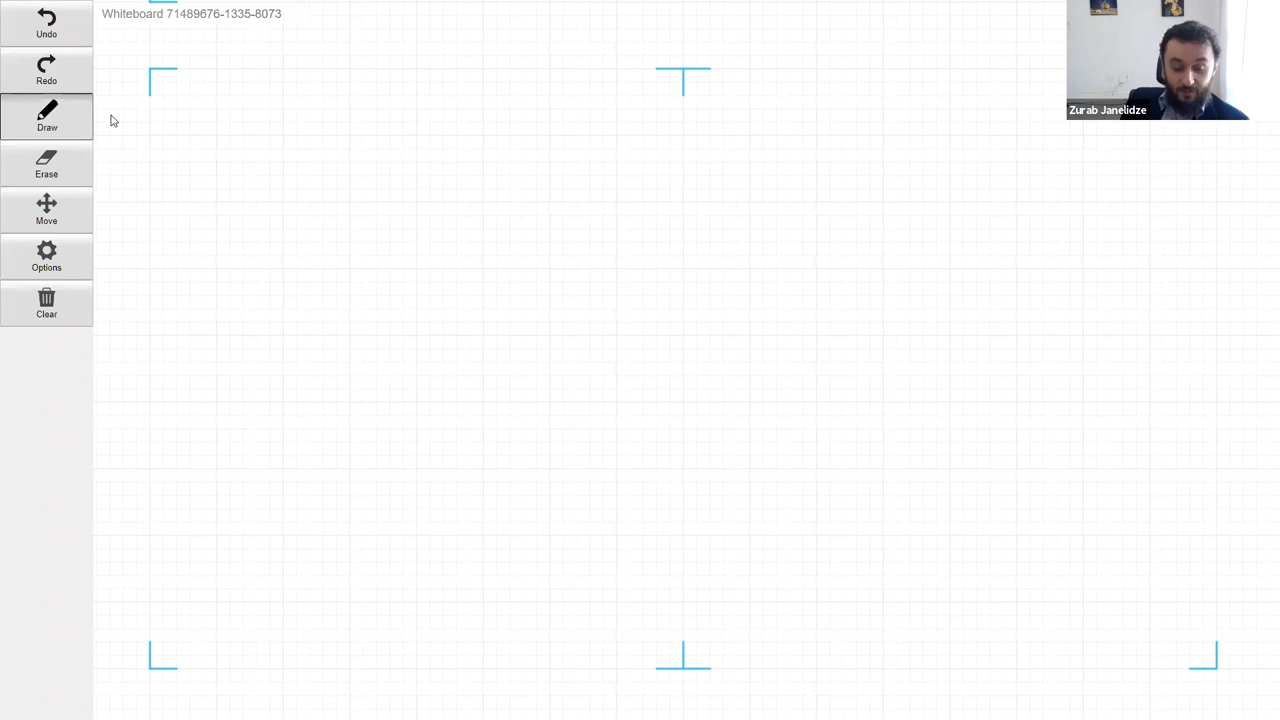 Whiteboard 71489676-1335-8073
Undo
Redo
Draw
Erase
Move
Options
Clear
Zurab Janelidze